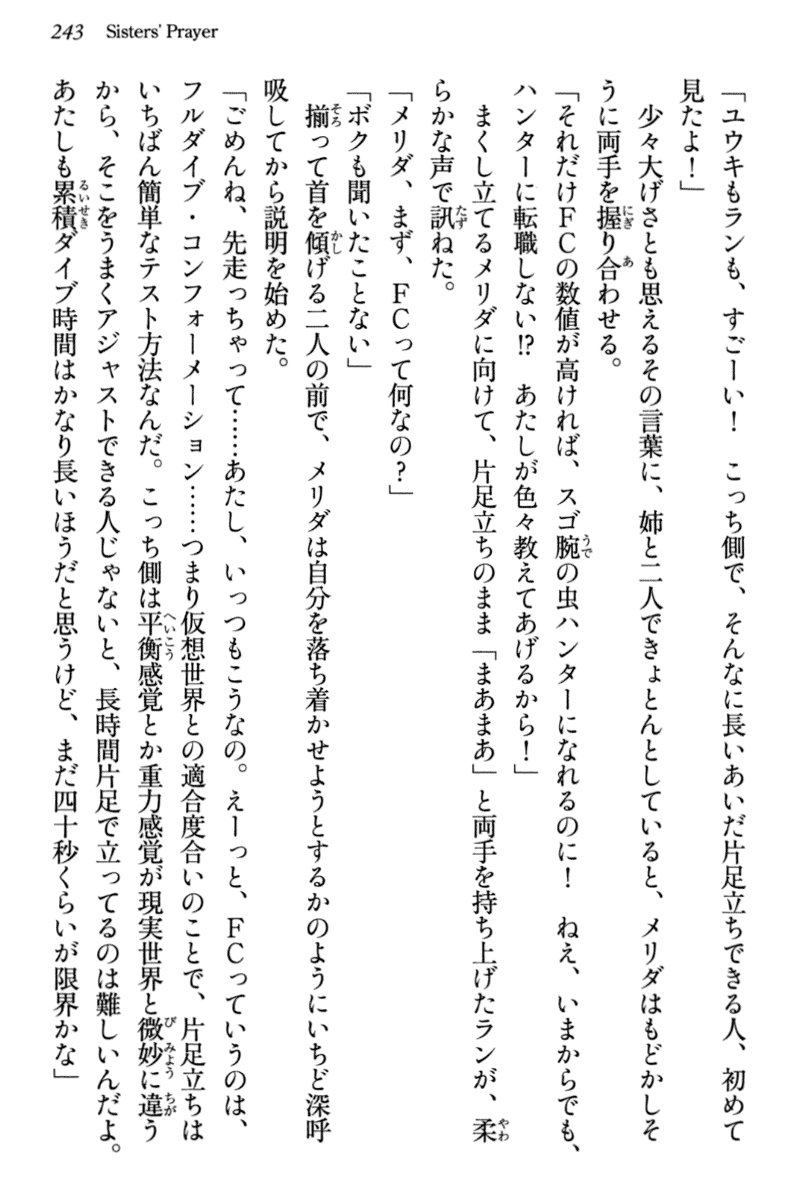 243 Sisters' Prayer
「ユウキもランも、すごーい！ こっち側で、そんなに長いあいだ片足立ちできる人、初めて
見たよ！」
少々大げさとも思えるその言葉に、姉と二人できょとんとしていると、メリダはもどかしそ
うに両手を握り合わせる。
「それだけＦＣの数値が高ければ、スゴ腕の虫ハンターになれるのに！ ねえ、いまからでも、
ハンターに転職しない!? あたしが色々教えてあげるから！」
まくし立てるメリダに向けて、片足立ちのまま「まあまあ」と両手を持ち上げたランが、柔
らかな声で訊ねた。
「メリダ、まず、ＦＣって何なの？」
「ボクも聞いたことない」
揃って首を傾げる二人の前で、メリダは自分を落ち着かせようとするかのようにいちど深呼
吸してから説明を始めた。
「ごめんね、先走っちゃって……あたし、いっつもこうなの。えーっと、ＦＣっていうのは、
フルダイブ・コンフォーメーション……つまり仮想世界との適合度合いのことで、片足立ちは
いちばん簡単なテスト方法なんだ。こっち側は平衡感覚とか重力感覚が現実世界と微妙に違う
から、そこをうまくアジャストできる人じゃないと、長時間片足で立ってるのは難しいんだよ。
あたしも累積ダイブ時間はかなり長いほうだと思うけど、まだ四十秒くらいが限界かな」